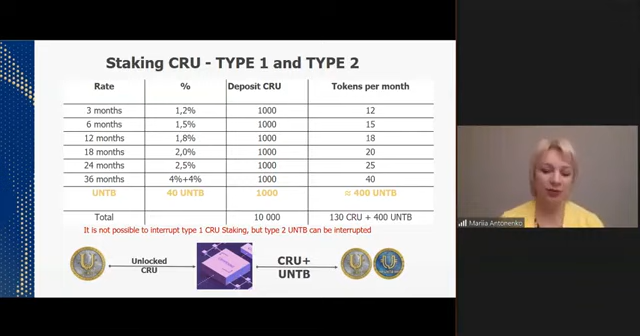 Staking CRU - TYPE 1 and TYPE 2
Rate % Deposit CRU Tokens per month
3 months 1,2% 1000 12
6 months 1,5% 1000 15
12 months 1,8% 1000 18
18 months 2,0% 1000 20
24 months 2,5% 1000 25
36 months 4%+4% 1000 40
UNTB 40 UNTB 1000 ≈ 400 UNTB
Total 10 000 130 CRU + 400 UNTB
It is not possible to interrupt type 1 CRU Staking, but type 2 UNTB can be interrupted
Unlocked
CRU
CRU+
UNTB
Mariia Antonenko